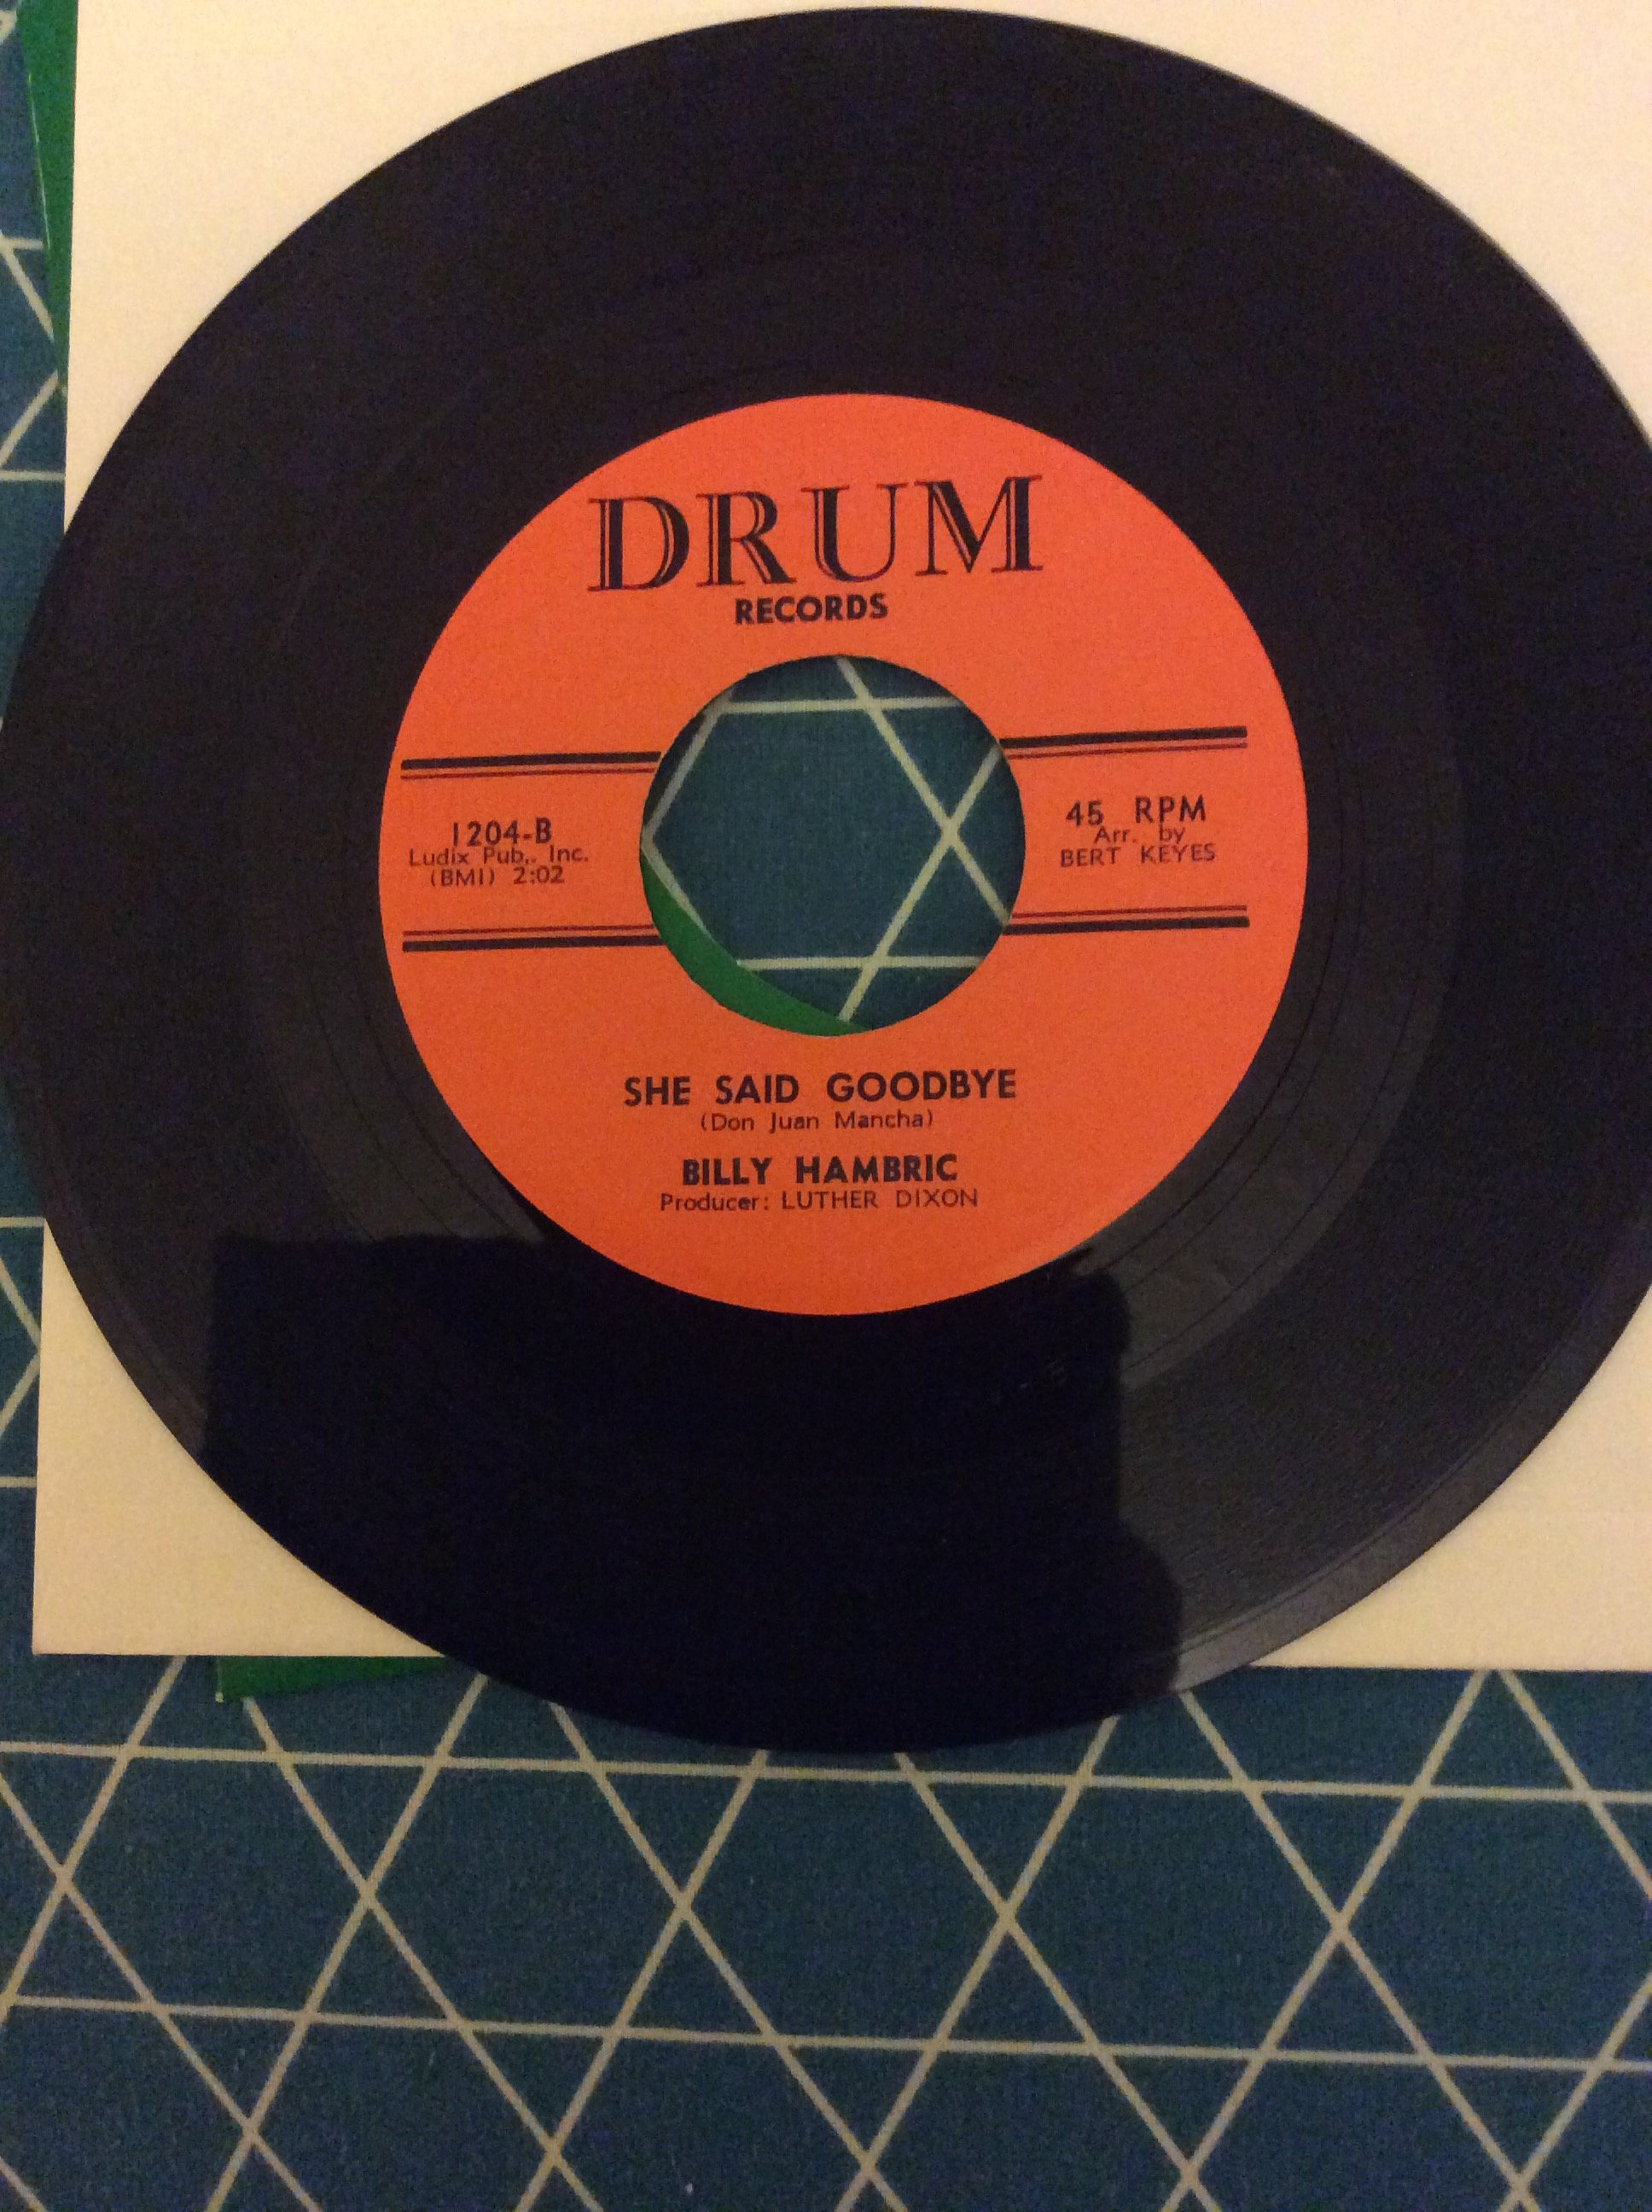 DRUM
RECORDS
1204-B
Ludix Pub., Inc.
(BMI) 2:02
45 RPM
Arr. by
BERT KEYES
SHE SAID GOODBYE
(Don Juan Mancha)
BILLY HAMBRIC
Producer: LUTHER DIXON